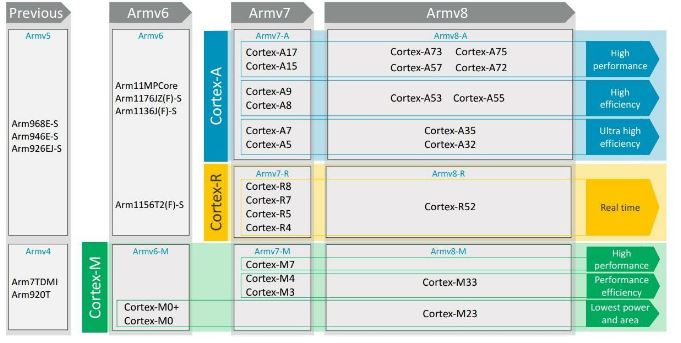 Previous
Armv6
Armv7
Armv8
Armv5
Arm968E-S
Arm946E-S
Arm926EJ-S
Arm11MPCore
Arm1176JZ(F)-S
Arm1136J(F)-S
Arm1156T2(F)-S
Cortex-A
Armv7-A
Armv8-A
Cortex-A17
Cortex-A15
Cortex-A73 Cortex-A75
Cortex-A57 Cortex-A72
High
performance
Cortex-A9
Cortex-A8
Cortex-A53 Cortex-A55
High
efficiency
Cortex-A7
Cortex-A5
Cortex-A35
Cortex-A32
Ultra high
efficiency
Cortex-R
Armv7-R
Armv8-R
Cortex-R8
Cortex-R7
Cortex-R5
Cortex-R4
Cortex-R52
Real time
Armv4
Arm7TDMI
Arm920T
Cortex-M
Armv6-M
Armv7-M
Armv8-M
Cortex-M7
High
performance
Cortex-M4
Cortex-M3
Cortex-M33
Performance
efficiency
Cortex-M0+
Cortex-M0
Cortex-M23
Lowest power
and area